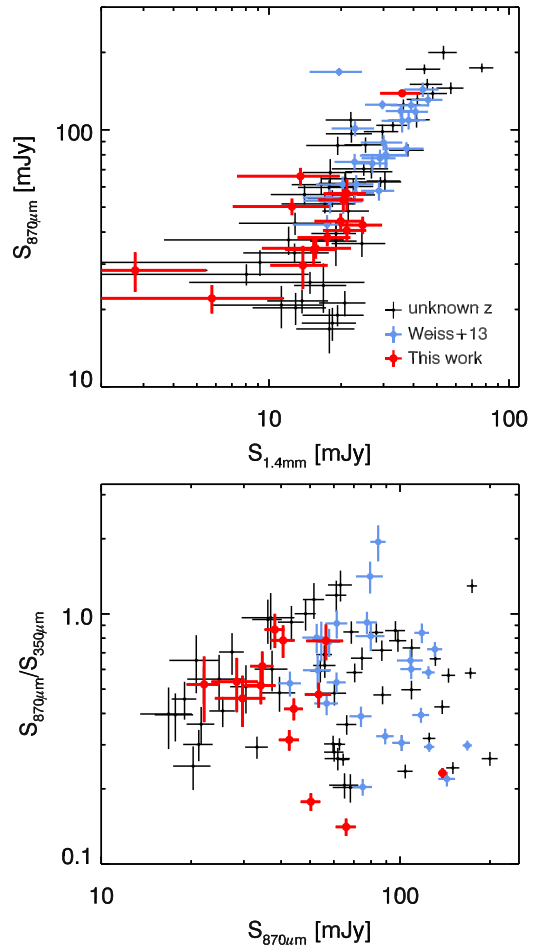 100
10
S870μm [mJy]
unknown z
Weiss+13
This work
10
100
S1.4mm [mJy]
1.0
0.1
S870μm/S350μm
10
100
S870μm [mJy]